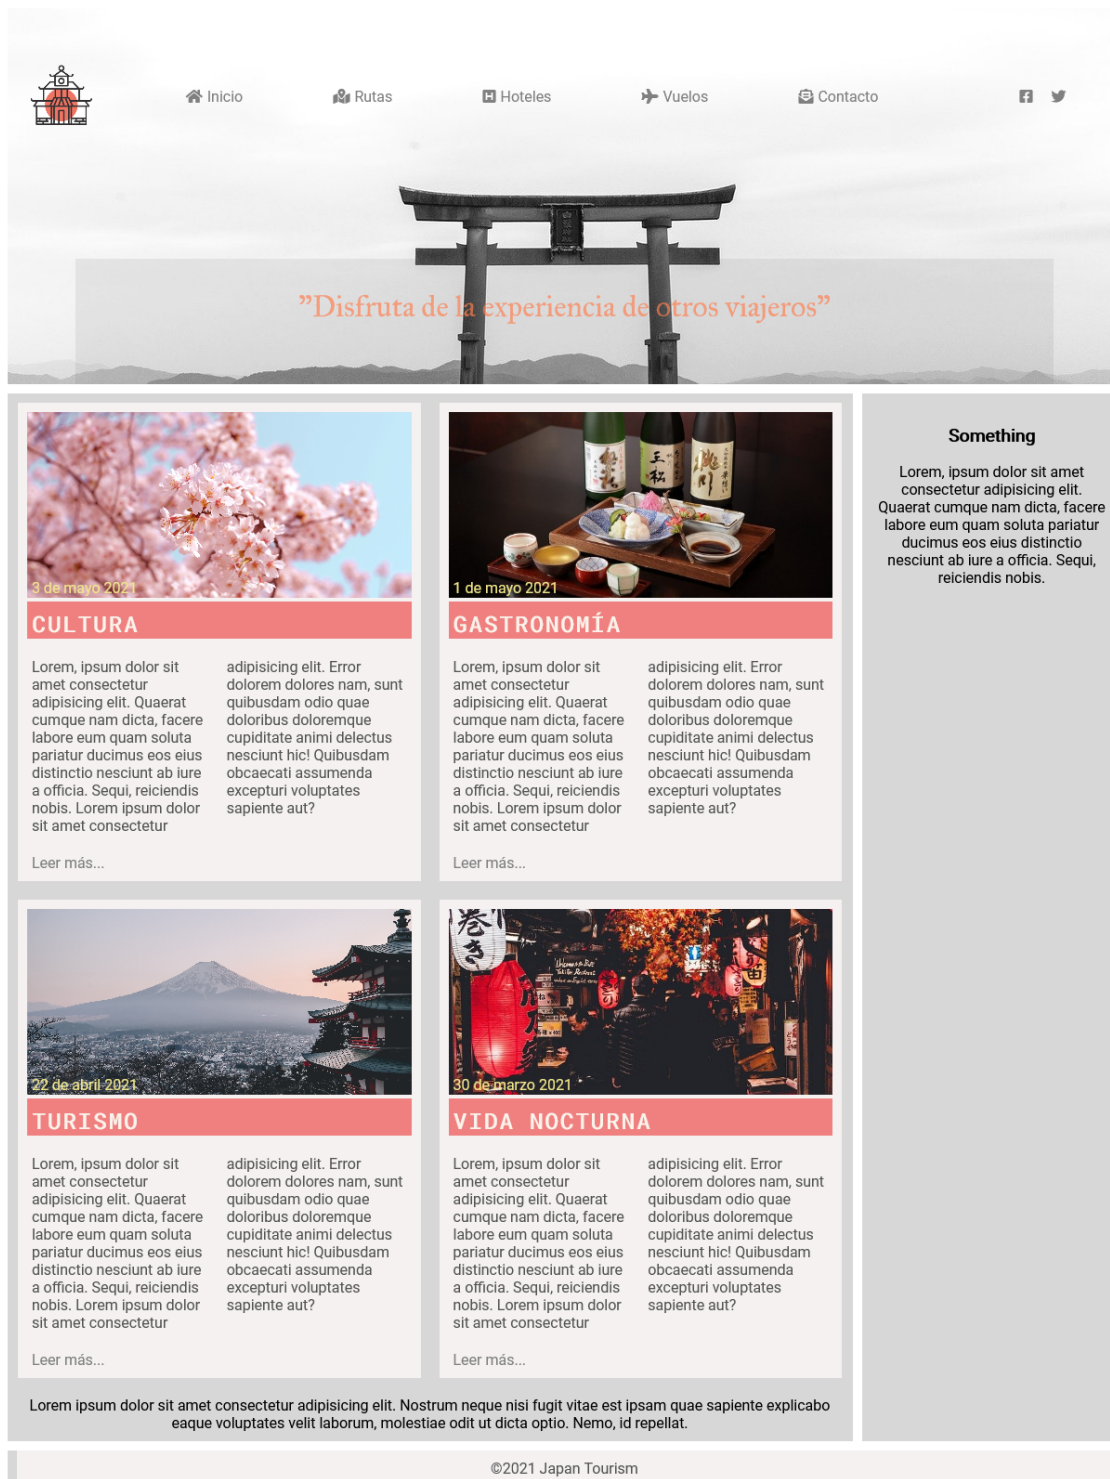 Inicio Rutas Hoteles Vuelos Contacto
"Disfruta de la experiencia de otros viajeros"
3 de mayo 2021
CULTURA
Lorem, ipsum dolor sit
amet consectetur
adipisicing elit. Quaerat
cumque nam dicta, facere
labore eum quam soluta
pariatur ducimus eos eius
distinctio nesciunt ab iure
a officia. Sequi, reiciendis
nobis. Lorem ipsum dolor
sit amet consectetur
adipisicing elit. Error
dolorem dolores nam, sunt
quibusdam odio quae
doloribus doloremque
cupiditate animi delectus
nesciunt hic! Quibusdam
obcaecati assumenda
excepturi voluptates
sapiente aut?
Leer más...
1 de mayo 2021
GASTRONOMÍA
Lorem, ipsum dolor sit
amet consectetur
adipisicing elit. Quaerat
cumque nam dicta, facere
labore eum quam soluta
pariatur ducimus eos eius
distinctio nesciunt ab iure
a officia. Sequi, reiciendis
nobis. Lorem ipsum dolor
sit amet consectetur
adipisicing elit. Error
dolorem dolores nam, sunt
quibusdam odio quae
doloribus doloremque
cupiditate animi delectus
nesciunt hic! Quibusdam
obcaecati assumenda
excepturi voluptates
sapiente aut?
Leer más...
22 de abril 2021
TURISMO
Lorem, ipsum dolor sit
amet consectetur
adipisicing elit. Quaerat
cumque nam dicta, facere
labore eum quam soluta
pariatur ducimus eos eius
distinctio nesciunt ab iure
a officia. Sequi, reiciendis
nobis. Lorem ipsum dolor
sit amet consectetur
adipisicing elit. Error
dolorem dolores nam, sunt
quibusdam odio quae
doloribus doloremque
cupiditate animi delectus
nesciunt hic! Quibusdam
obcaecati assumenda
excepturi voluptates
sapiente aut?
Leer más...
巻き
30 de marzo 2021
VIDA NOCTURNA
Lorem, ipsum dolor sit
amet consectetur
adipisicing elit. Quaerat
cumque nam dicta, facere
labore eum quam soluta
pariatur ducimus eos eius
distinctio nesciunt ab iure
a officia. Sequi, reiciendis
nobis. Lorem ipsum dolor
sit amet consectetur
adipisicing elit. Error
dolorem dolores nam, sunt
quibusdam odio quae
doloribus doloremque
cupiditate animi delectus
nesciunt hic! Quibusdam
obcaecati assumenda
excepturi voluptates
sapiente aut?
Leer más...
Lorem ipsum dolor sit amet consectetur adipisicing elit. Nostrum neque nisi fugit vitae est ipsam quae sapiente explicabo
eaque voluptates velit laborum, molestiae odit ut dicta optio. Nemo, id repellat.
Something
Lorem, ipsum dolor sit amet
consectetur adipisicing elit.
Quaerat cumque nam dicta, facere
labore eum quam soluta pariatur
ducimus eos eius distinctio
nesciunt ab iure a officia. Sequi,
reiciendis nobis.
©2021 Japan Tourism